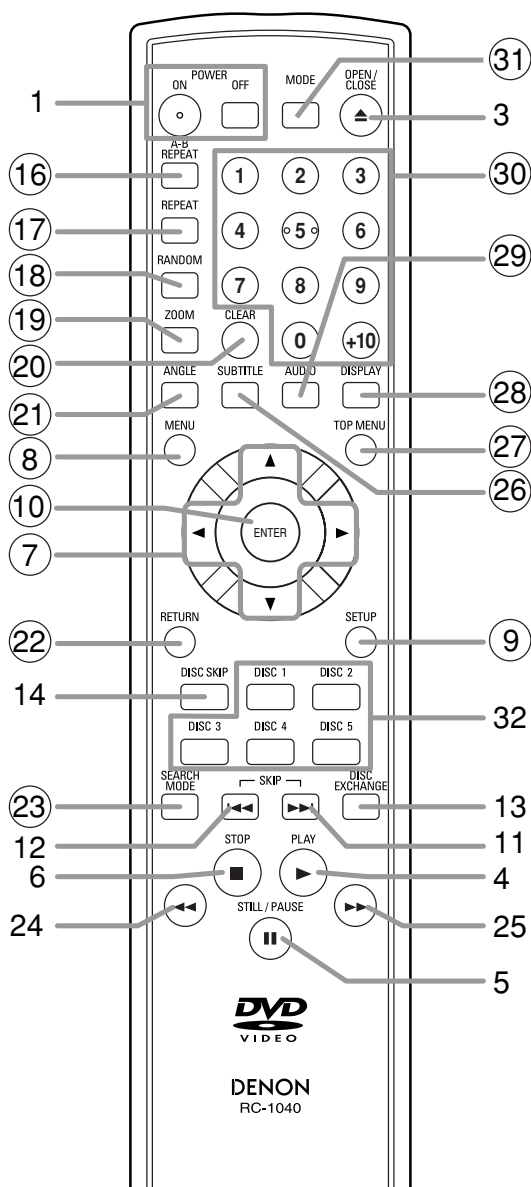 POWER
ON OFF MODE OPEN / CLOSE
1 31 3
A-B REPEAT
16 1 2 3 30
REPEAT
17 4 5 6
RANDOM 29
18 7 8 9
ZOOM CLEAR
19 0 +10
20
ANGLE SUBTITLE AUDIO DISPLAY
21 28
MENU TOP MENU
8 27
10 26
ENTER
7
RETURN SETUP
22 9
DISC SKIP DISC 1 DISC 2
14 32
DISC 3 DISC 4 DISC 5
SEARCH MODE SKIP DISC EXCHANGE
23 13
12 11
STOP PLAY
6 4
24 STILL / PAUSE 25
5
DVD
VIDEO
DENON
RC-1040